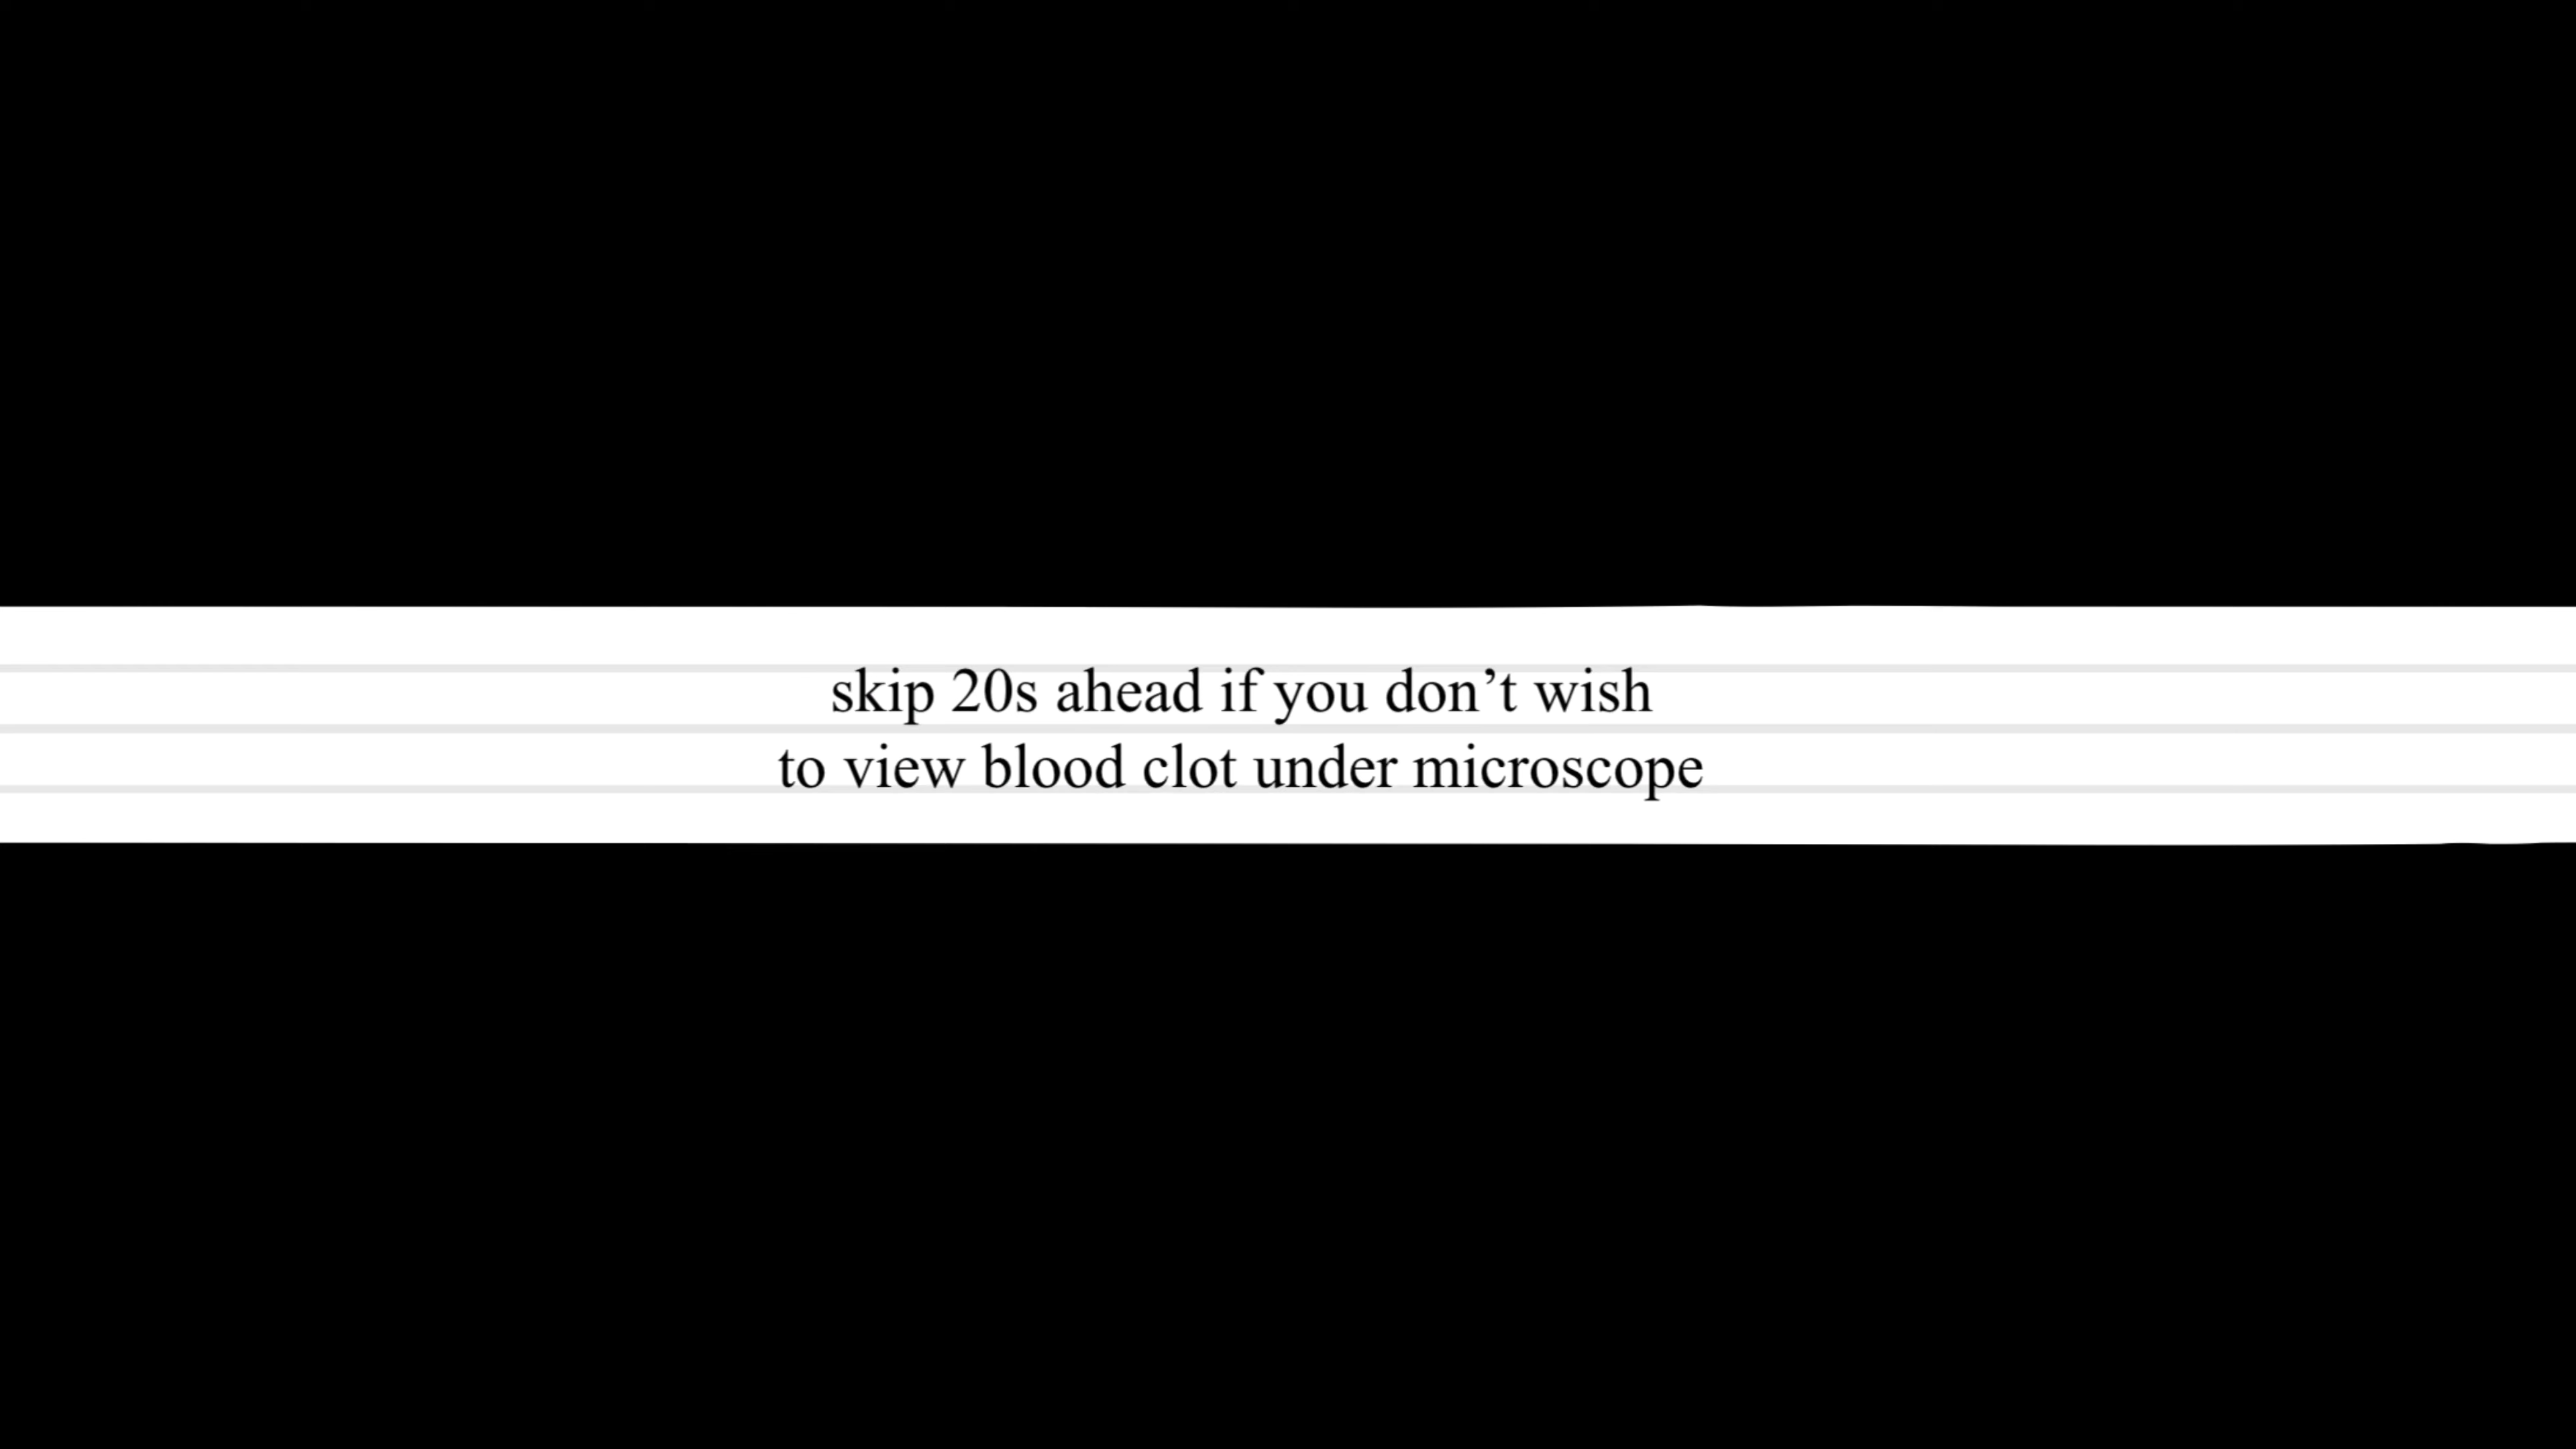 skip 20s ahead if you don’t wish
to view blood clot under microscope